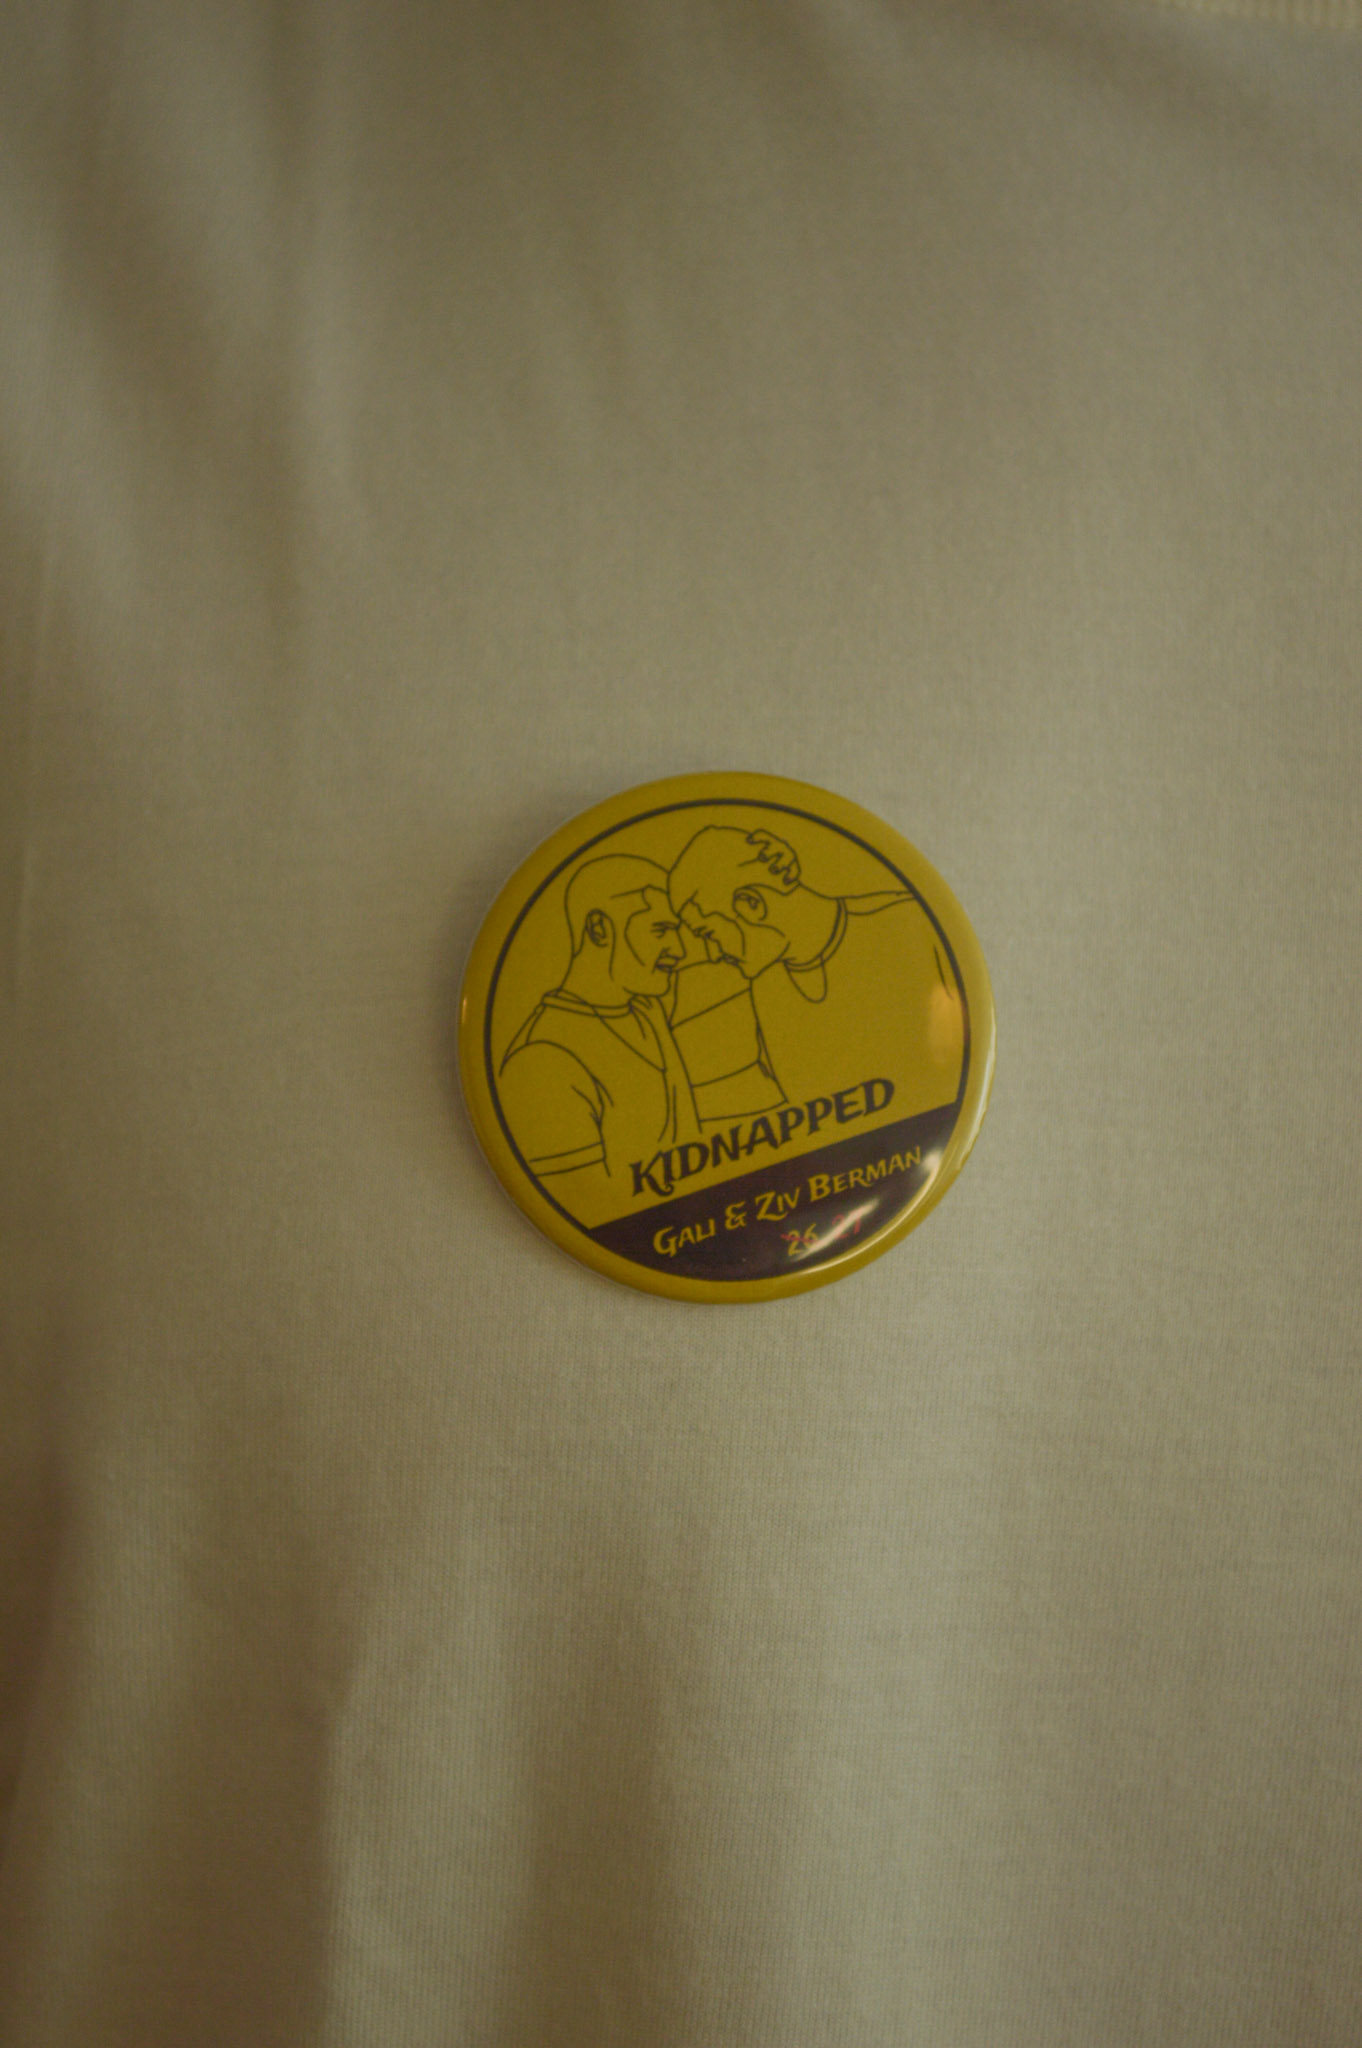 KIDNAPPED
GALI & ZIV BERMAN
26 27